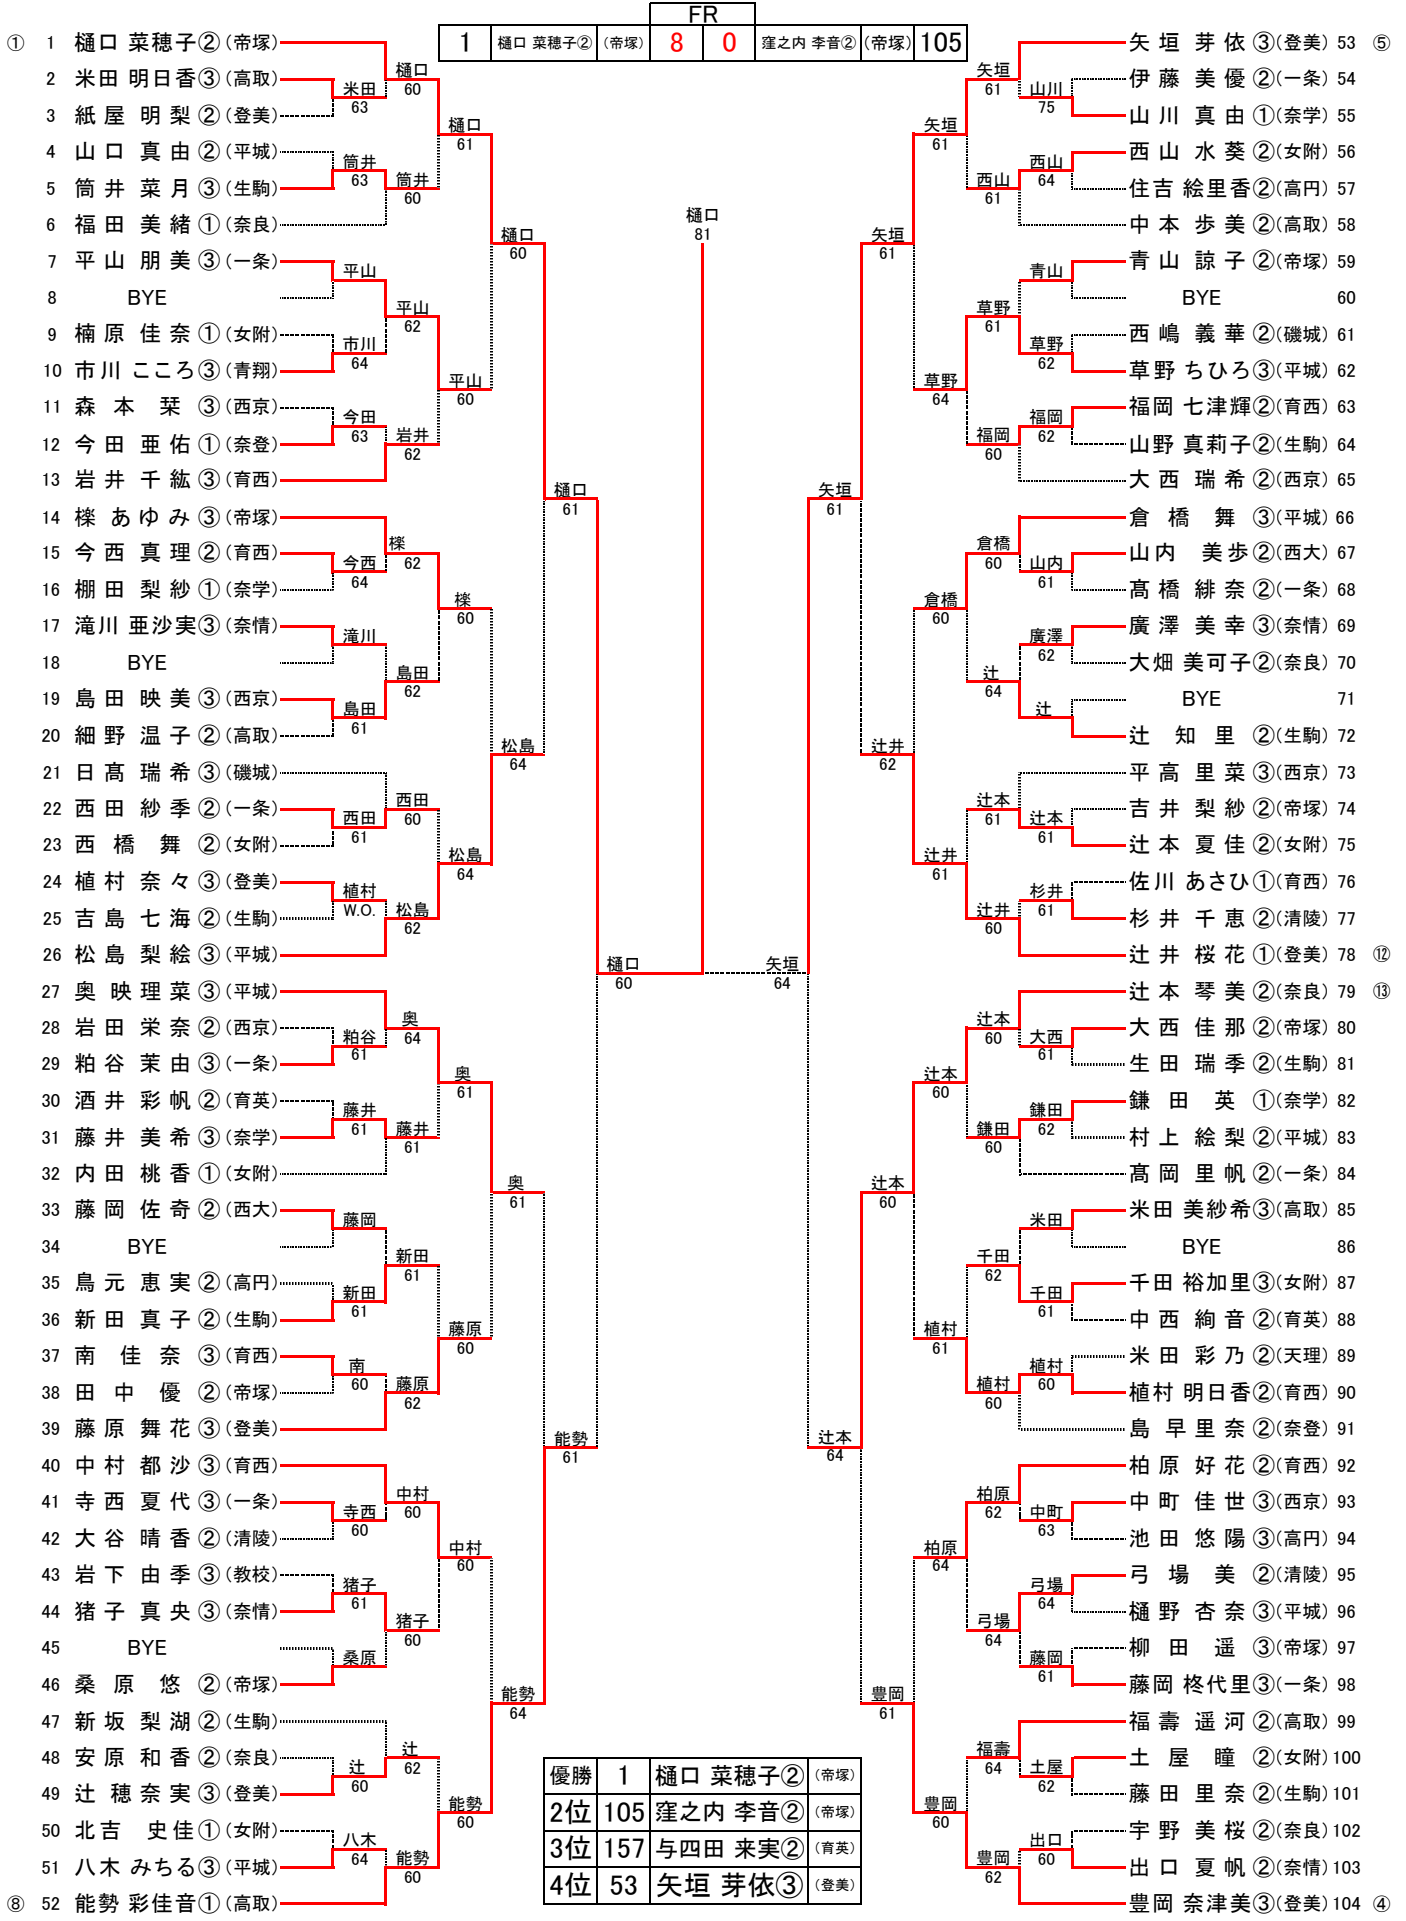 FR
1 樋口 菜穂子② (帝塚) 8 0 窪之内 李音② (帝塚) 105
① 1 樋口 菜穂子② (帝塚)
2 米田 明日香③ (高取)
3 紙屋 明梨② (登美)
4 山口 真由② (平城)
5 筒井 菜月③ (生駒)
6 福田 美緒① (奈良)
7 平山 朋美③ (一条)
8 BYE
9 楠原 佳奈① (女附)
10 市川 こころ③ (青翔)
11 森本 栞③ (西京)
12 今田 亜佑① (奈登)
13 岩井 千紘③ (育西)
14 檪 あゆみ③ (帝塚)
15 今西 真理② (育西)
16 棚田 梨紗① (奈学)
17 滝川 亜沙実③ (奈情)
18 BYE
19 島田 映美③ (西京)
20 細野 温子② (高取)
21 日髙 瑞希③ (磯城)
22 西田 紗季② (一条)
23 西橋 舞② (女附)
24 植村 奈々③ (登美)
25 吉島 七海② (生駒)
26 松島 梨絵③ (平城)
27 奥 映理菜③ (平城)
28 岩田 栄奈② (西京)
29 粕谷 茉由③ (一条)
30 酒井 彩帆② (育英)
31 藤井 美希③ (奈学)
32 内田 桃香① (女附)
33 藤岡 佐奇② (西大)
34 BYE
35 鳥元 恵実② (高円)
36 新田 真子② (生駒)
37 南 佳奈③ (育西)
38 田中 優② (帝塚)
39 藤原 舞花③ (登美)
40 中村 都沙③ (育西)
41 寺西 夏代③ (一条)
42 大谷 晴香② (清陵)
43 岩下 由季③ (教校)
44 猪子 真央③ (奈情)
45 BYE
46 桑原 悠② (帝塚)
47 新坂 梨湖② (生駒)
48 安原 和香② (奈良)
49 辻 穂奈実③ (登美)
50 北吉 史佳① (女附)
51 八木 みちる③ (平城)
⑧ 52 能勢 彩佳音① (高取)
米田 63
筒井 63
平山
市川 64
今田 63
今西 64
滝川
島田 61
西田 61
植村 W.O.
粕谷 61
藤井 61
藤岡
新田 61
南 60
寺西 60
猪子 61
桑原
辻 60
八木 64
樋口 60
筒井 60
平山 62
岩井 62
檪 62
島田 62
西田 60
松島 62
奥 64
藤井 61
新田 61
藤原 62
中村 60
猪子 60
辻 62
能勢 60
樋口 61
平山 60
檪 60
松島 64
奥 61
藤原 60
中村 60
能勢 60
樋口 60
松島 64
奥 61
能勢 64
樋口 61
能勢 61
樋口 60
樋口 81
矢垣 64
矢垣 61
辻本 64
矢垣 61
辻井 62
辻本 60
豊岡 61
矢垣 61
草野 64
倉橋 60
辻井 61
辻本 60
植村 61
柏原 64
豊岡 60
矢垣 61
西山 61
草野 61
福岡 60
倉橋 60
辻 64
辻本 61
辻井 60
辻本 60
鎌田 60
千田 62
植村 60
柏原 62
弓場 64
福壽 64
豊岡 62
山川 75
西山 64
青山
草野 62
福岡 62
山内 61
廣澤 62
辻
辻本 61
杉井 61
大西 61
鎌田 62
米田
千田 61
植村 60
中町 63
弓場 64
藤岡 61
土屋 62
出口 60
矢垣 芽依③ (登美) 53 ⑤
伊藤 美優② (一条) 54
山川 真由① (奈学) 55
西山 水葵② (女附) 56
住吉 絵里香② (高円) 57
中本 歩美② (高取) 58
青山 諒子② (帝塚) 59
BYE 60
西嶋 義華② (磯城) 61
草野 ちひろ③ (平城) 62
福岡 七津輝② (育西) 63
山野 真莉子② (生駒) 64
大西 瑞希② (西京) 65
倉橋 舞③ (平城) 66
山内 美歩② (西大) 67
髙橋 緋奈② (一条) 68
廣澤 美幸③ (奈情) 69
大畑 美可子② (奈良) 70
BYE 71
辻 知里② (生駒) 72
平高 里菜③ (西京) 73
吉井 梨紗② (帝塚) 74
辻本 夏佳② (女附) 75
佐川 あさひ① (育西) 76
杉井 千恵② (清陵) 77
辻井 桜花① (登美) 78 ⑫
辻本 琴美② (奈良) 79 ⑬
大西 佳那② (帝塚) 80
生田 瑞季② (生駒) 81
鎌田 英① (奈学) 82
村上 絵梨② (平城) 83
髙岡 里帆② (一条) 84
米田 美紗希③ (高取) 85
BYE 86
千田 裕加里③ (女附) 87
中西 絢音② (育英) 88
米田 彩乃② (天理) 89
植村 明日香② (育西) 90
島 早里奈② (奈登) 91
柏原 好花② (育西) 92
中町 佳世③ (西京) 93
池田 悠陽③ (高円) 94
弓場 美② (清陵) 95
樋野 杏奈③ (平城) 96
柳田 遥③ (帝塚) 97
藤岡 柊代里③ (一条) 98
福壽 遥河② (高取) 99
土屋 瞳② (女附) 100
藤田 里奈② (生駒) 101
宇野 美桜② (奈良) 102
出口 夏帆② (奈情) 103
豊岡 奈津美③ (登美) 104 ④
優勝 1 樋口 菜穂子② (帝塚)
2位 105 窪之内 李音② (帝塚)
3位 157 与四田 来実② (育英)
4位 53 矢垣 芽依③ (登美)